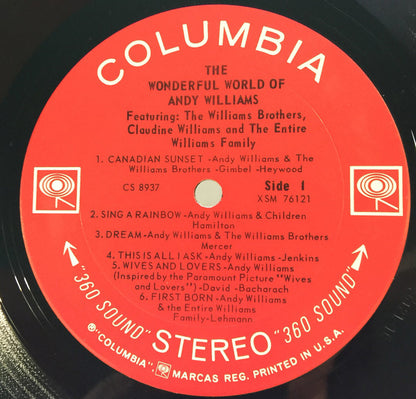 COLUMBIA
THE
WONDERFUL WORLD OF
ANDY WILLIAMS
Featuring: The Williams Brothers,
Claudine Williams and The Entire
Williams Family
1. CANADIAN SUNSET -Andy Williams & The
Williams Brothers - Gimbel -Heywood
CS 8937
Side 1
XSM 76121
2. SING A RAINBOW -Andy Williams & Children
Hamilton
3. DREAM -Andy Williams & The Williams Brothers
Mercer
4. THIS IS ALL I ASK -Andy Williams -Jenkins
5. WIVES AND LOVERS -Andy Williams
(Inspired by the Paramount Picture "Wives
and Lovers") -David - Bacharach
6. FIRST BORN -Andy Williams
& the Entire Williams
Family-Lehmann
"360 SOUND" STEREO "360 SOUND"
℗"COLUMBIA", MARCAS REG. PRINTED IN U.S.A.